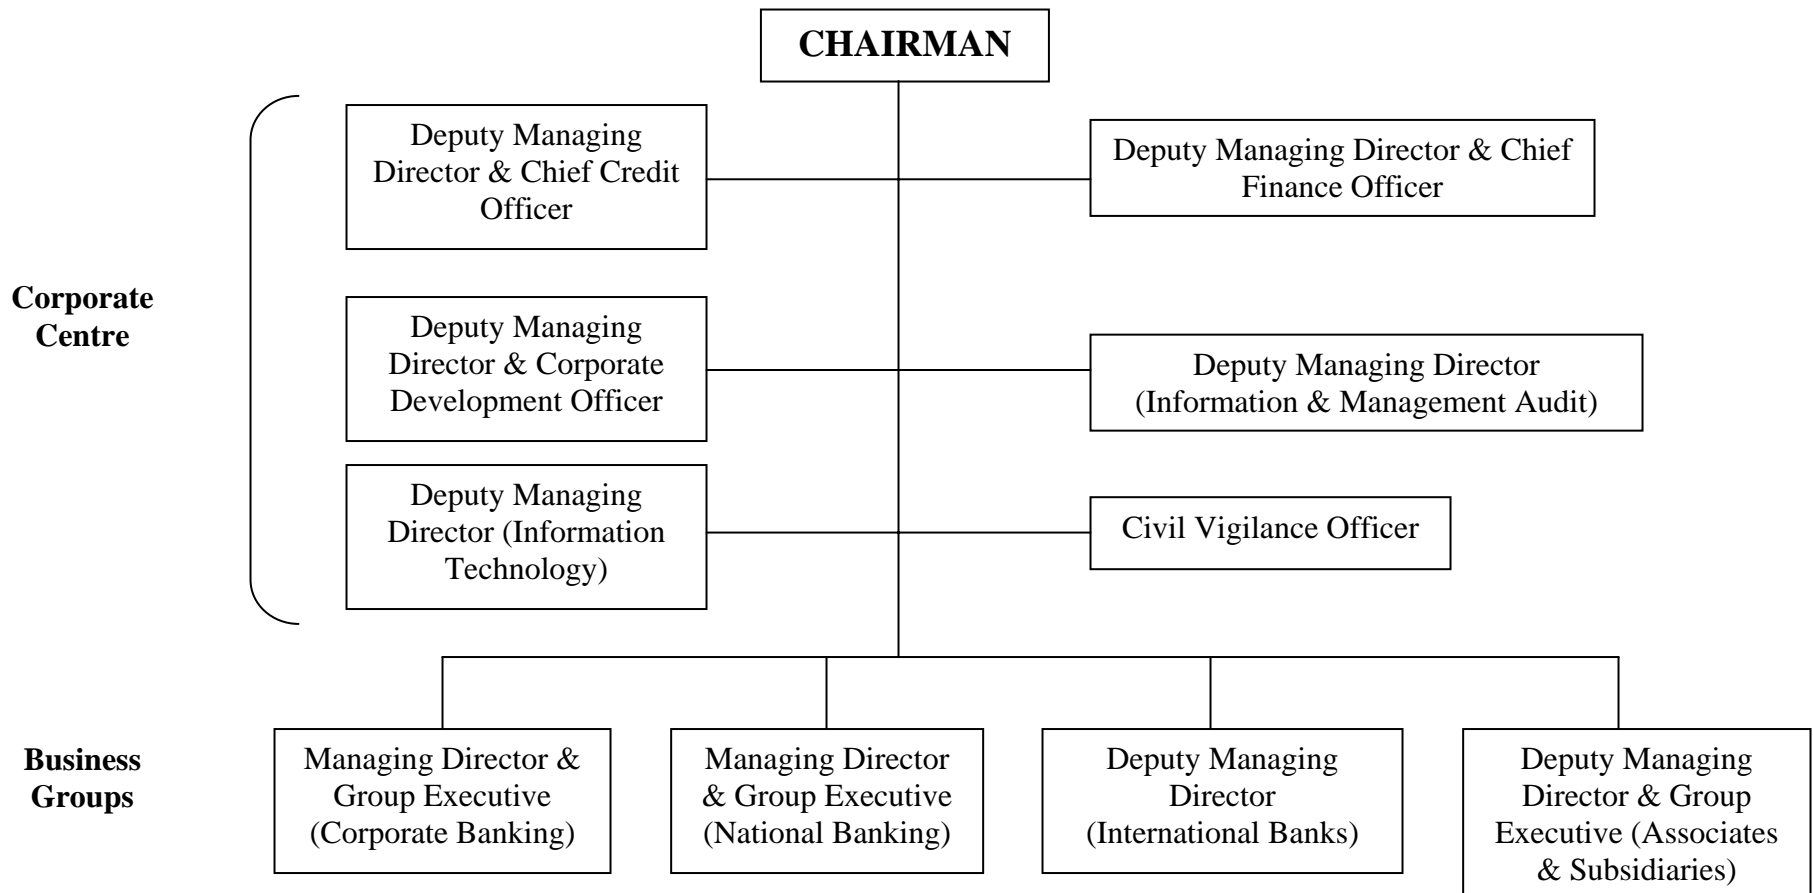 CHAIRMAN
Deputy Managing
Director & Chief Credit
Officer
Deputy Managing Director & Chief
Finance Officer
Corporate
Centre
Deputy Managing
Director & Corporate
Development Officer
Deputy Managing Director
(Information & Management Audit)
Deputy Managing
Director (Information
Technology)
Civil Vigilance Officer
Business
Groups
Managing Director &
Group Executive
(Corporate Banking)
Managing Director
& Group Executive
(National Banking)
Deputy Managing
Director
(International Banks)
Deputy Managing
Director & Group
Executive (Associates
& Subsidiaries)